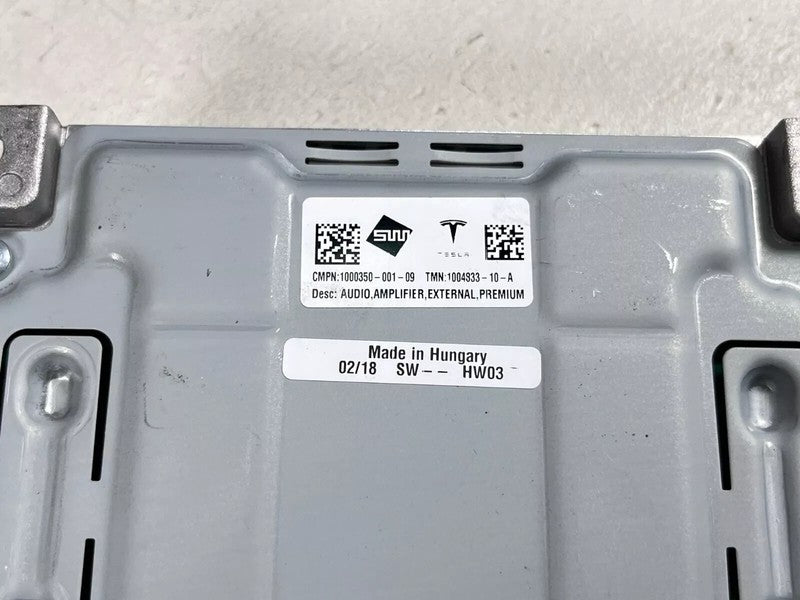 SW
TESLA
CMPN:1000350-001-09 TMN:1004833-10-A
Desc: AUDIO,AMPLIFIER,EXTERNAL,PREMIUM
Made in Hungary
02/18 SW-- HW03